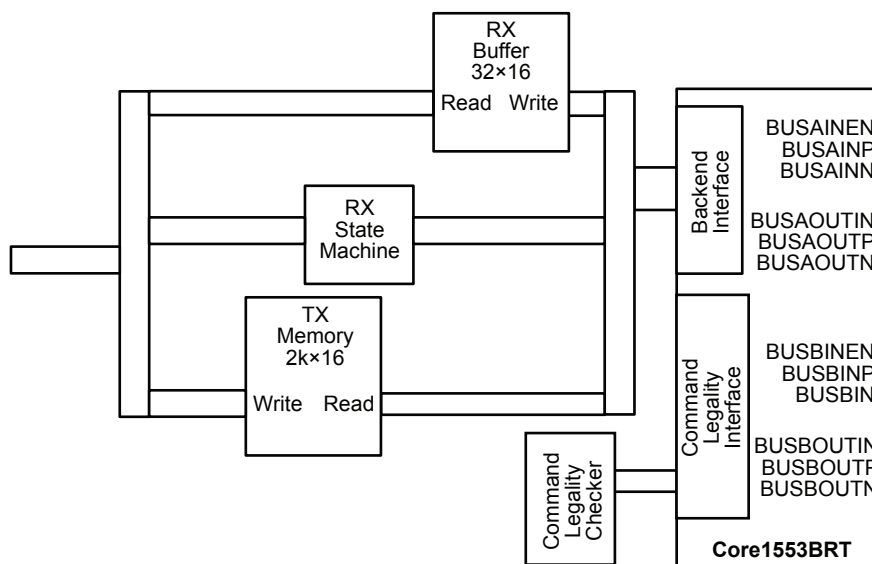 RX
Buffer
32×16
Read Write
RX
State
Machine
TX
Memory
2k×16
Write Read
Command
Legality
Checker
Backend
Interface
Command
Legality
Interface
BUSAINEN
BUSAINP
BUSAINN
BUSAOUTIN
BUSAOUTP
BUSAOUTN
BUSBINEN
BUSBINP
BUSBIN
BUSBOUTIN
BUSBOUTP
BUSBOUTN
Core1553BRT